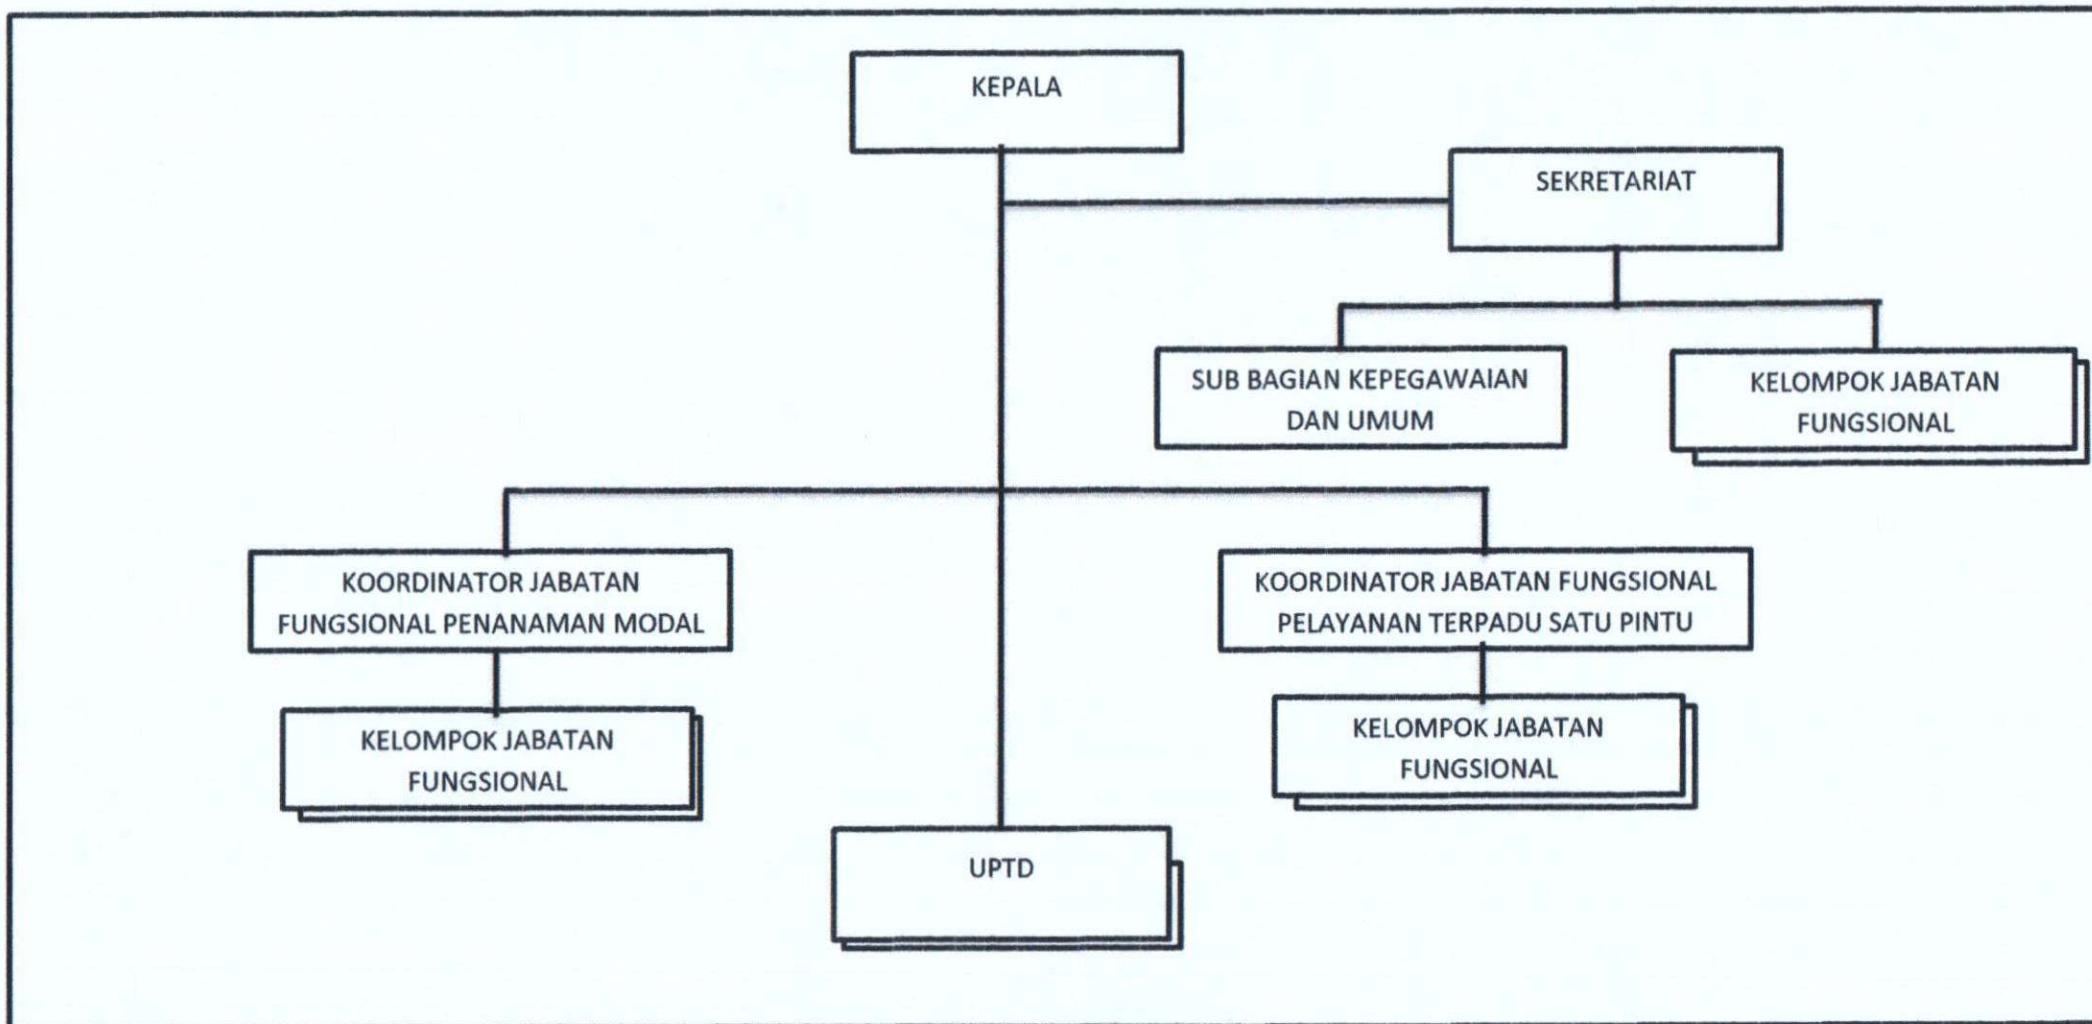 KEPALA
SEKRETARIAT
SUB BAGIAN KEPEGAWAIAN
DAN UMUM
KELOMPOK JABATAN
FUNGSIONAL
KOORDINATOR JABATAN
FUNGSIONAL PENANAMAN MODAL
KOORDINATOR JABATAN FUNGSIONAL
PELAYANAN TERPADU SATU PINTU
KELOMPOK JABATAN
FUNGSIONAL
KELOMPOK JABATAN
FUNGSIONAL
UPTD